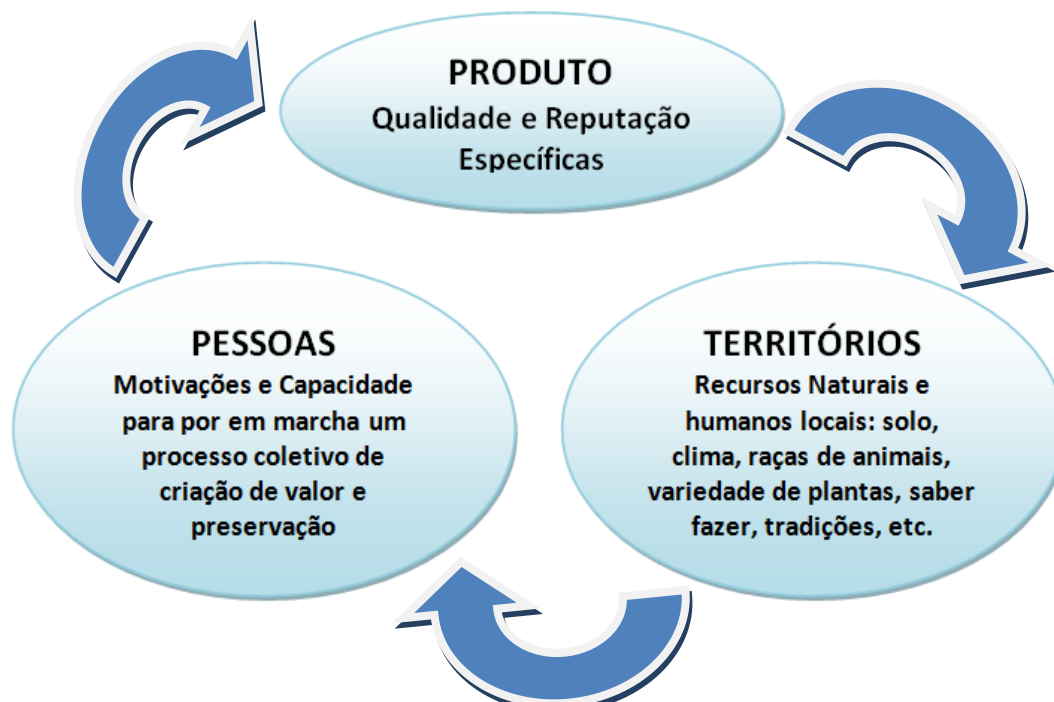 PRODUTO
Qualidade e Reputação
Específicas
PESSOAS
Motivações e Capacidade
para por em marcha um
processo coletivo de
criação de valor e
preservação
TERRITÓRIOS
Recursos Naturais e
humanos locais: solo,
clima, raças de animais,
variedade de plantas, saber
fazer, tradições, etc.